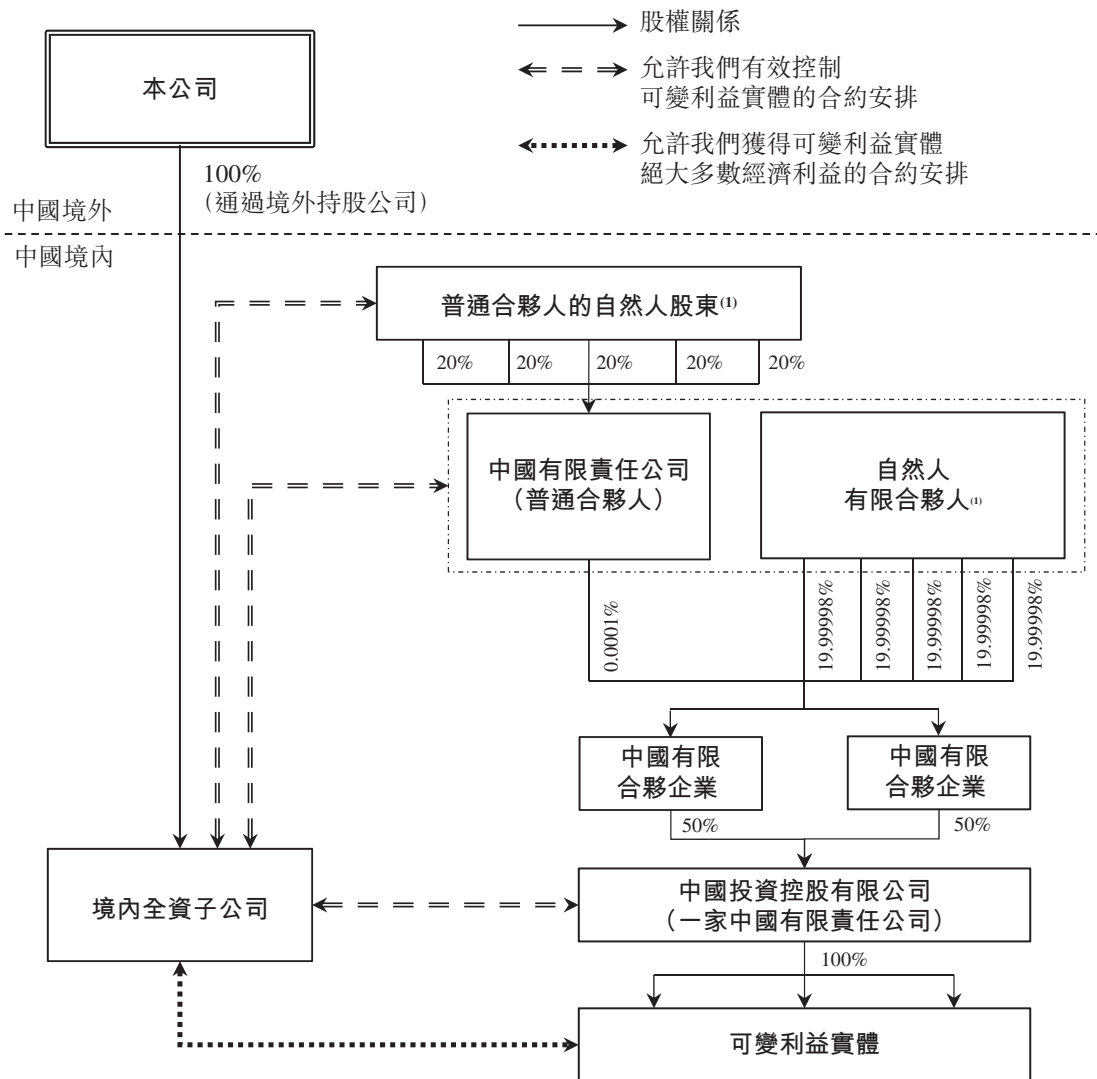 股權關係
本公司
允許我們有效控制
可變利益實體的合約安排
允許我們獲得可變利益實體
絕大多數經濟利益的合約安排
100%
(通過境外持股公司)
中國境外
中國境內
普通合夥人的自然人股東(1)
20%
20%
20%
20%
20%
中國有限責任公司
(普通合夥人)
自然人
有限合夥人(1)
0.0001%
19.99998%
19.99998%
19.99998%
19.99998%
19.99998%
中國有限
合夥企業
中國有限
合夥企業
50%
50%
境內全資子公司
中國投資控股有限公司
(一家中國有限責任公司)
100%
可變利益實體